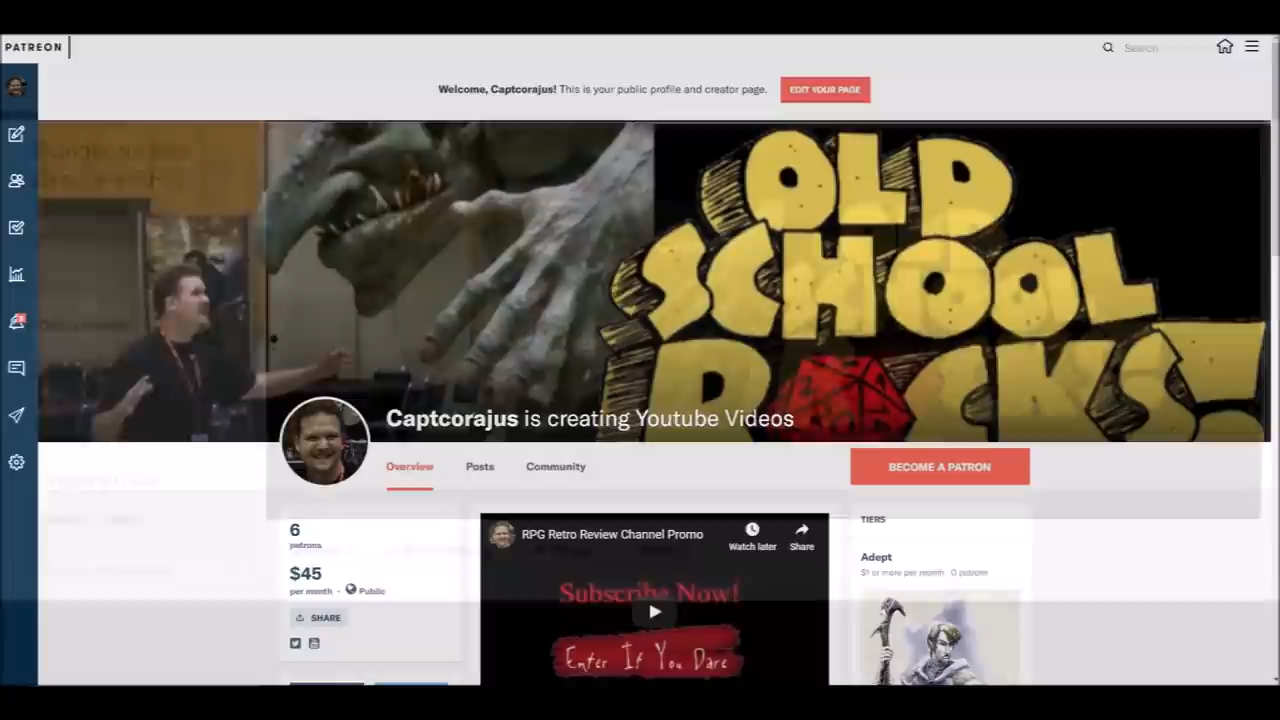 PATREON
Search
Welcome, Captcorajus! This is your public profile and creator page.
EDIT YOUR PAGE
OLD
SCHOOL
ROCKS!
Captcorajus is creating Youtube Videos
Overview
Posts
Community
BECOME A PATRON
6
patrons
$45
per month · Public
SHARE
RPG Retro Review Channel Promo
Watch later
Share
Subscribe Now!
Enter If You Dare
TIERS
Adept
$1 or more per month · 0 patrons